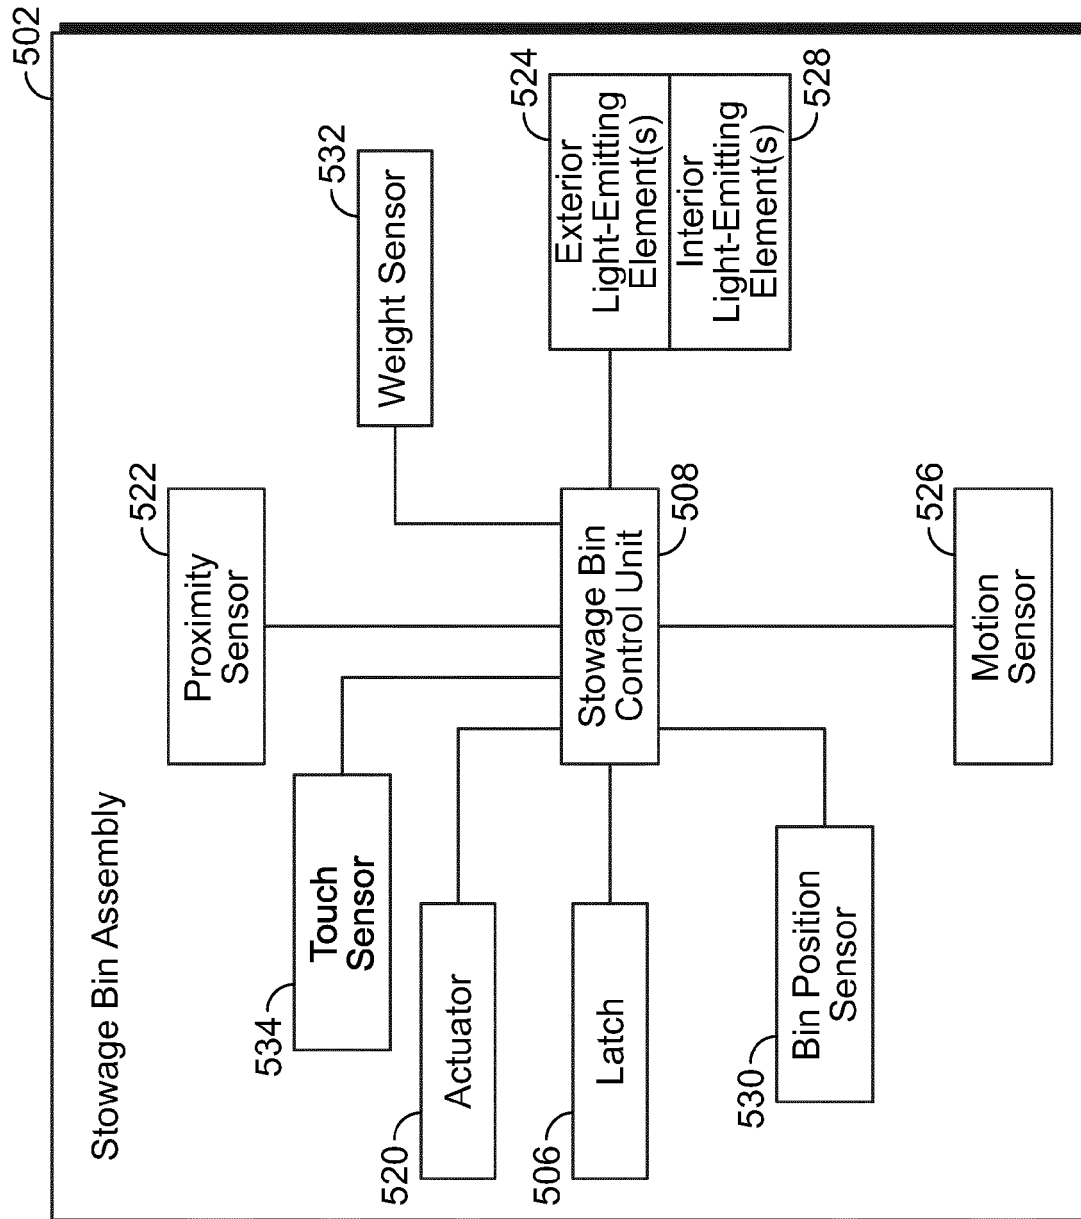 502
Stowage Bin Assembly
522
Proximity
Sensor
532
Weight Sensor
534
Touch
Sensor
520
Actuator
524
Exterior
Light-Emitting
Element(s)
Interior
Light-Emitting
Element(s)
528
506
Latch
Stowage Bin
Control Unit
508
530
Bin Position
Sensor
526
Motion
Sensor